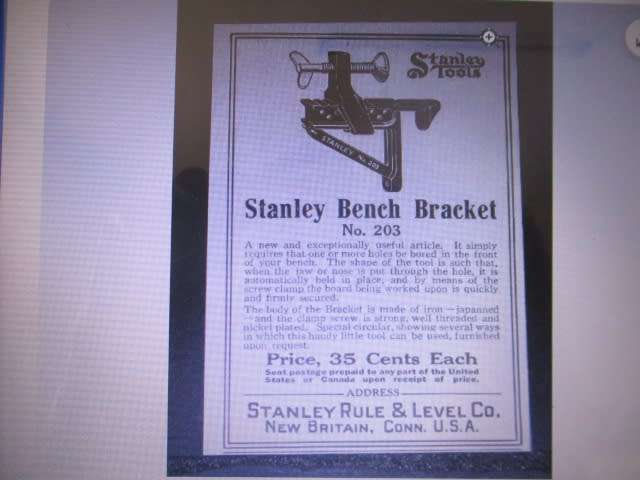 Stanley
Tools
STANLEY No. 203
Stanley Bench Bracket
No. 203
A new and exceptionally useful article. It simply
requires that one or more holes be bored in the front
of your bench. The shape of the tool is such that,
when the jaw or nose is put through the hole, it is
automatically held in place, and by means of the
screw clamp the board being worked upon is quickly
and firmly secured.
The body of the Bracket is made of iron—japanned
—and the clamp screw is strong, well threaded and
nickel plated. Special circular, showing several ways
in which this handy little tool can be used, furnished
upon request.
Price, 35 Cents Each
Sent postage prepaid to any part of the United
States or Canada upon receipt of price.
ADDRESS
STANLEY RULE & LEVEL CO.
NEW BRITAIN, CONN. U.S.A.